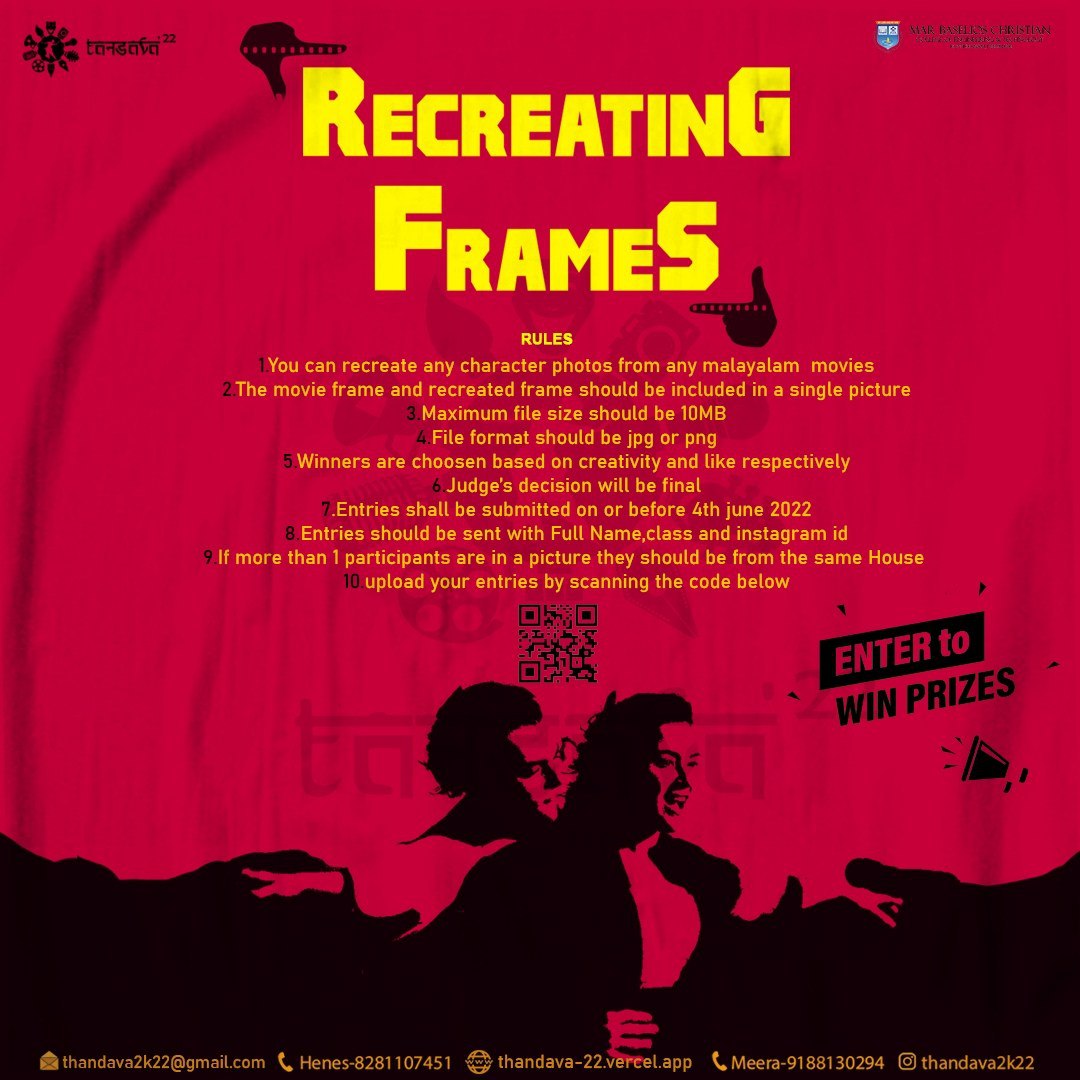 tandava'22
MAR BASELIOS CHRISTIAN
RECREATING
FRAMES
RULES
1.You can recreate any character photos from any malayalam movies
2.The movie frame and recreated frame should be included in a single picture
3.Maximum file size should be 10MB
4.File format should be jpg or png
5.Winners are choosen based on creativity and like respectively
6.Judge's decision will be final
7.Entries shall be submitted on or before 4th june 2022
8.Entries should be sent with Full Name,class and instagram id
9.If more than 1 participants are in a picture they should be from the same House
10.upload your entries by scanning the code below
ENTER to
WIN PRIZES
tandava'2
thandava2k22@gmail.com Henes-8281107451 thandava-22.vercel.app Meera-9188130294 thandava2k22